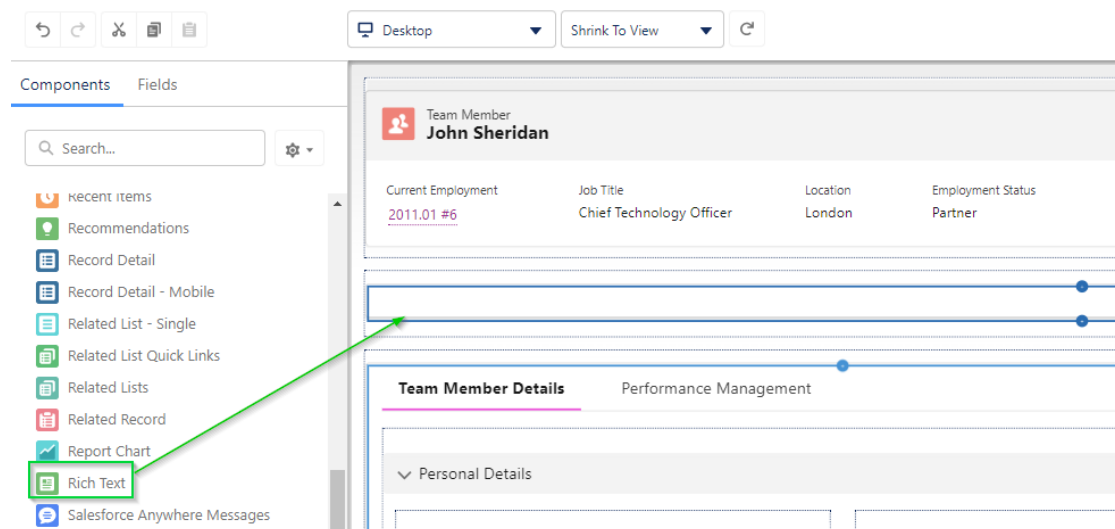 Desktop
Shrink To View
Components
Fields
Search...
Recent Items
Recommendations
Record Detail
Record Detail - Mobile
Related List - Single
Related List Quick Links
Related Lists
Related Record
Report Chart
Rich Text
Salesforce Anywhere Messages
Team Member
John Sheridan
Current Employment
Job Title
Location
Employment Status
2011.01 #6
Chief Technology Officer
London
Partner
Team Member Details
Performance Management
Personal Details